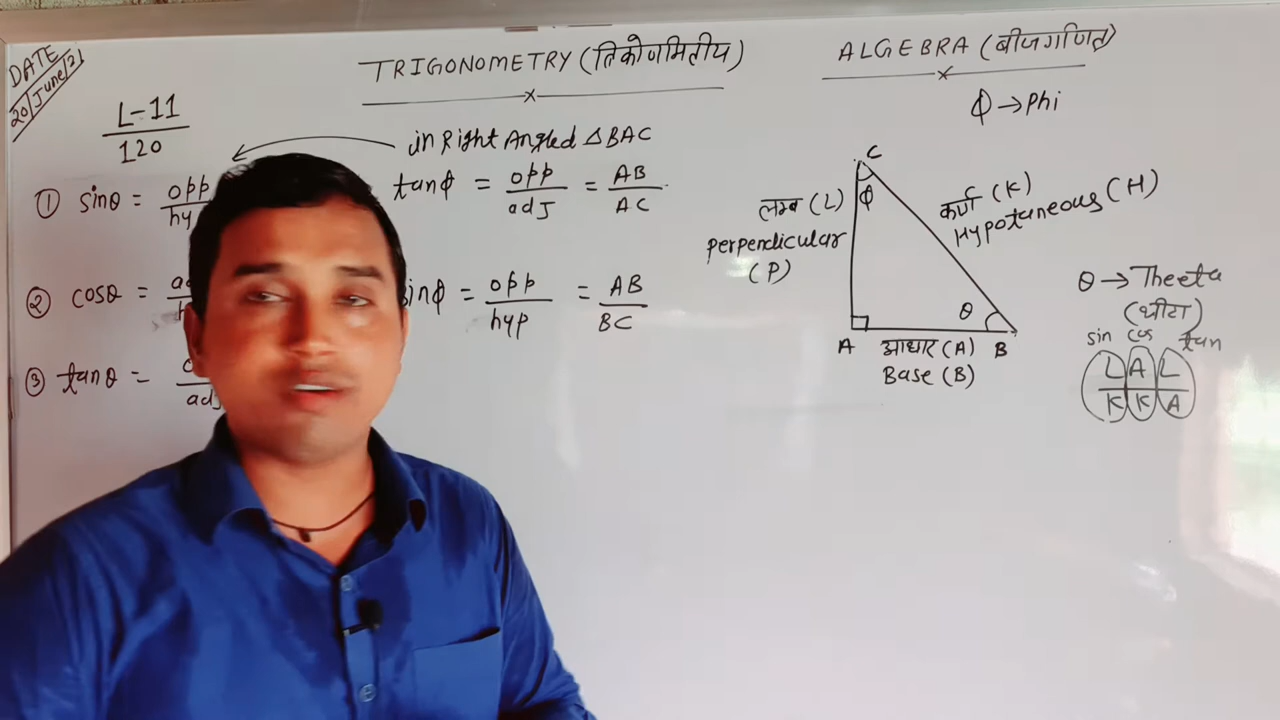 DATE
20/June/21
TRIGONOMETRY (त्रिकोणमितीय)
ALGEBRA (बीजगणित)
L-11
120
in Right Angled △BAC
ϕ → Phi
① sinθ = opp
hy
tanϕ = opp/adj = AB/AC
② cosθ =
sinϕ = opp/hyp = AB/BC
③ tanθ =
adj
C
ϕ
लम्ब (L)
perpendicular
(P)
कर्ण (K)
Hypotaneous (H)
θ
A
B
आधार (A)
Base (B)
θ → Theeta
(थीटा)
sin cos tan
L A L
K K A